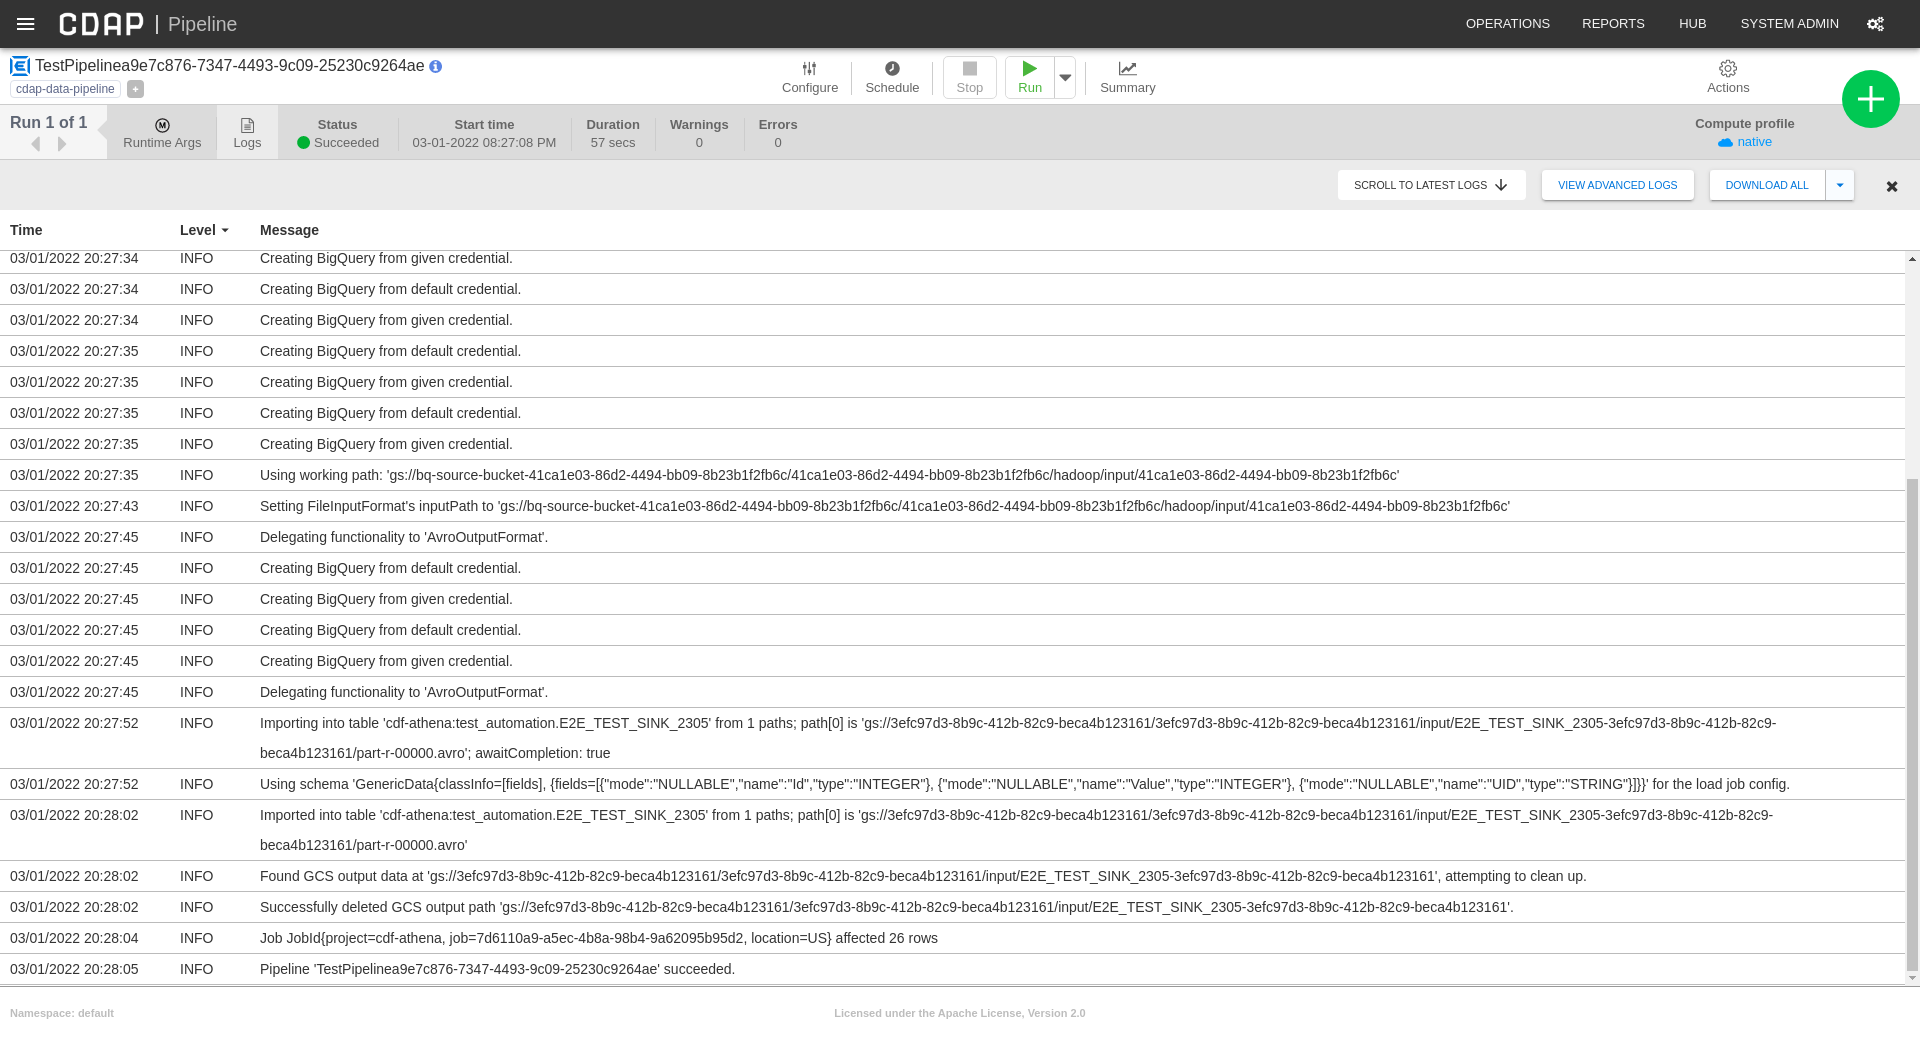 CDAP | Pipeline
OPERATIONS REPORTS HUB SYSTEM ADMIN
TestPipelinea9e7c876-7347-4493-9c09-25230c9264ae
cdap-data-pipeline +
Configure Schedule Stop Run Summary Actions
Run 1 of 1
Runtime Args
Logs
Status
Succeeded
Start time
03-01-2022 08:27:08 PM
Duration
57 secs
Warnings
0
Errors
0
Compute profile
native
SCROLL TO LATEST LOGS VIEW ADVANCED LOGS DOWNLOAD ALL
Time Level Message
03/01/2022 20:27:34 INFO Creating BigQuery from given credential.
03/01/2022 20:27:34 INFO Creating BigQuery from default credential.
03/01/2022 20:27:34 INFO Creating BigQuery from given credential.
03/01/2022 20:27:35 INFO Creating BigQuery from default credential.
03/01/2022 20:27:35 INFO Creating BigQuery from given credential.
03/01/2022 20:27:35 INFO Creating BigQuery from default credential.
03/01/2022 20:27:35 INFO Creating BigQuery from given credential.
03/01/2022 20:27:35 INFO Using working path: 'gs://bq-source-bucket-41ca1e03-86d2-4494-bb09-8b23b1f2fb6c/41ca1e03-86d2-4494-bb09-8b23b1f2fb6c/hadoop/input/41ca1e03-86d2-4494-bb09-8b23b1f2fb6c'
03/01/2022 20:27:43 INFO Setting FileInputFormat's inputPath to 'gs://bq-source-bucket-41ca1e03-86d2-4494-bb09-8b23b1f2fb6c/41ca1e03-86d2-4494-bb09-8b23b1f2fb6c/hadoop/input/41ca1e03-86d2-4494-bb09-8b23b1f2fb6c'
03/01/2022 20:27:45 INFO Delegating functionality to 'AvroOutputFormat'.
03/01/2022 20:27:45 INFO Creating BigQuery from default credential.
03/01/2022 20:27:45 INFO Creating BigQuery from given credential.
03/01/2022 20:27:45 INFO Creating BigQuery from default credential.
03/01/2022 20:27:45 INFO Creating BigQuery from given credential.
03/01/2022 20:27:45 INFO Delegating functionality to 'AvroOutputFormat'.
03/01/2022 20:27:52 INFO Importing into table 'cdf-athena:test_automation.E2E_TEST_SINK_2305' from 1 paths; path[0] is 'gs://3efc97d3-8b9c-412b-82c9-beca4b123161/3efc97d3-8b9c-412b-82c9-beca4b123161/input/E2E_TEST_SINK_2305-3efc97d3-8b9c-412b-82c9-
beca4b123161/part-r-00000.avro'; awaitCompletion: true
03/01/2022 20:27:52 INFO Using schema 'GenericData{classInfo=[fields], {fields=[{"mode":"NULLABLE","name":"Id","type":"INTEGER"}, {"mode":"NULLABLE","name":"Value","type":"INTEGER"}, {"mode":"NULLABLE","name":"UID","type":"STRING"}]}}' for the load job config.
03/01/2022 20:28:02 INFO Imported into table 'cdf-athena:test_automation.E2E_TEST_SINK_2305' from 1 paths; path[0] is 'gs://3efc97d3-8b9c-412b-82c9-beca4b123161/3efc97d3-8b9c-412b-82c9-beca4b123161/input/E2E_TEST_SINK_2305-3efc97d3-8b9c-412b-82c9-
beca4b123161/part-r-00000.avro'
03/01/2022 20:28:02 INFO Found GCS output data at 'gs://3efc97d3-8b9c-412b-82c9-beca4b123161/3efc97d3-8b9c-412b-82c9-beca4b123161/input/E2E_TEST_SINK_2305-3efc97d3-8b9c-412b-82c9-beca4b123161', attempting to clean up.
03/01/2022 20:28:02 INFO Successfully deleted GCS output path 'gs://3efc97d3-8b9c-412b-82c9-beca4b123161/3efc97d3-8b9c-412b-82c9-beca4b123161/input/E2E_TEST_SINK_2305-3efc97d3-8b9c-412b-82c9-beca4b123161'.
03/01/2022 20:28:04 INFO Job JobId{project=cdf-athena, job=7d6110a9-a5ec-4b8a-98b4-9a62095b95d2, location=US} affected 26 rows
03/01/2022 20:28:05 INFO Pipeline 'TestPipelinea9e7c876-7347-4493-9c09-25230c9264ae' succeeded.
Namespace: default Licensed under the Apache License, Version 2.0